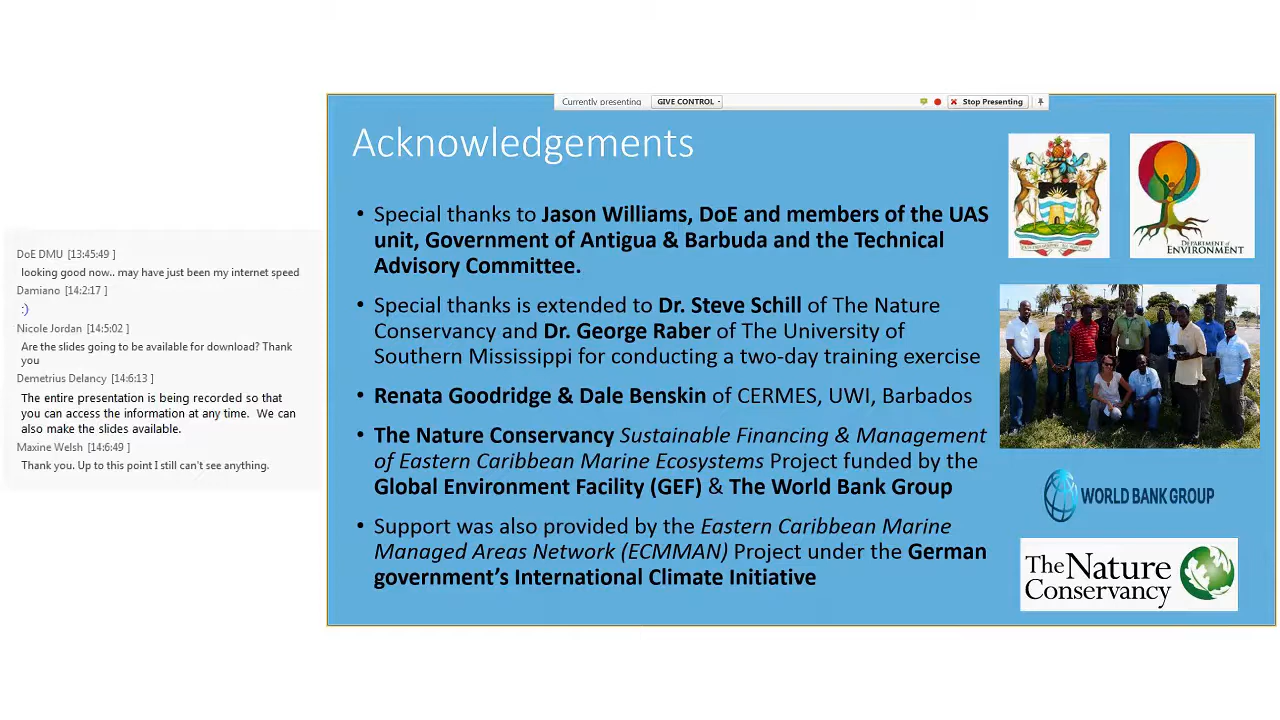 Currently presenting
GIVE CONTROL
Stop Presenting
DoE DMU [13:45:49 ]
looking good now.. may have just been my internet speed
Damiano [14:2:17 ]
:)
Nicole Jordan [14:5:02 ]
Are the slides going to be available for download? Thank
you
Demetrius Delancy [14:6:13 ]
The entire presentation is being recorded so that
you can access the information at any time. We can
also make the slides available.
Maxine Welsh [14:6:49 ]
Thank you. Up to this point I still can't see anything.
Acknowledgements
• Special thanks to Jason Williams, DoE and members of the UAS
unit, Government of Antigua & Barbuda and the Technical
Advisory Committee.
• Special thanks is extended to Dr. Steve Schill of The Nature
Conservancy and Dr. George Raber of The University of
Southern Mississippi for conducting a two-day training exercise
• Renata Goodridge & Dale Benskin of CERMES, UWI, Barbados
• The Nature Conservancy Sustainable Financing & Management
of Eastern Caribbean Marine Ecosystems Project funded by the
Global Environment Facility (GEF) & The World Bank Group
• Support was also provided by the Eastern Caribbean Marine
Managed Areas Network (ECMMAN) Project under the German
government's International Climate Initiative
DEPARTMENT OF
ENVIRONMENT
WORLD BANK GROUP
The Nature
Conservancy